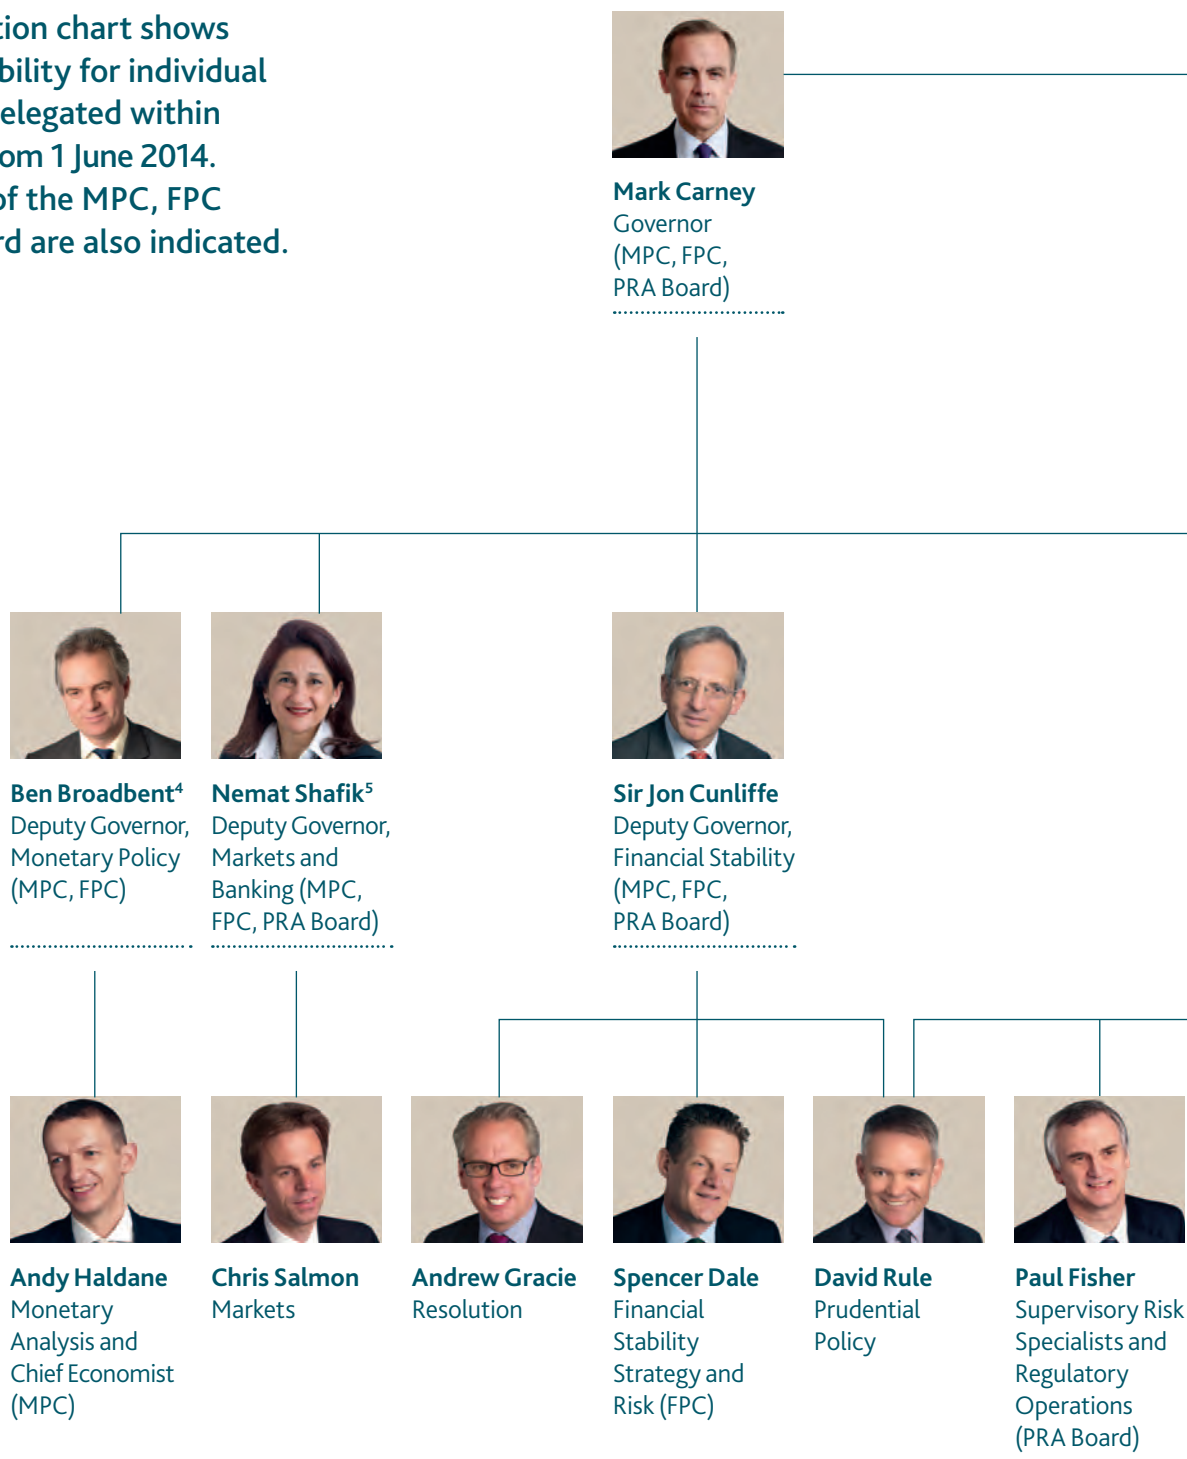 tion chart shows
bility for individual
elegated within
om 1 June 2014.
of the MPC, FPC
rd are also indicated.
Mark Carney
Governor
(MPC, FPC,
PRA Board)
Ben Broadbent⁴
Deputy Governor,
Monetary Policy
(MPC, FPC)
Nemat Shafik⁵
Deputy Governor,
Markets and
Banking (MPC,
FPC, PRA Board)
Sir Jon Cunliffe
Deputy Governor,
Financial Stability
(MPC, FPC,
PRA Board)
Andy Haldane
Monetary
Analysis and
Chief Economist
(MPC)
Chris Salmon
Markets
Andrew Gracie
Resolution
Spencer Dale
Financial
Stability
Strategy and
Risk (FPC)
David Rule
Prudential
Policy
Paul Fisher
Supervisory Risk
Specialists and
Regulatory
Operations
(PRA Board)